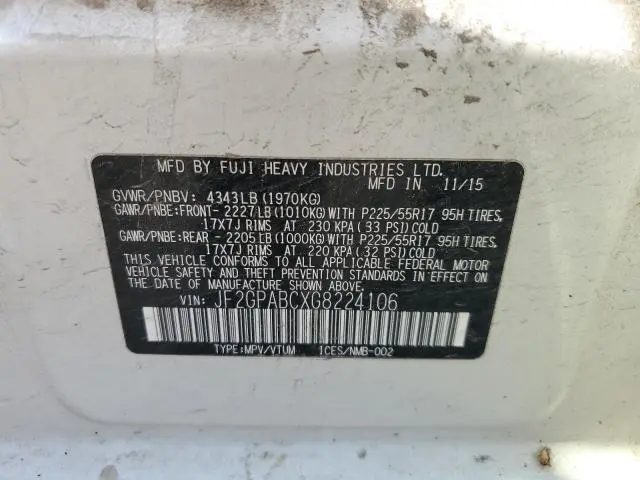 MFD BY FUJI HEAVY INDUSTRIES LTD.
MFD IN 11/15
GVWR/PNBV: 4343LB(1970KG)
GAWR/PNBE:FRONT- 2227LB(1010KG)WITH P225/55R17 95H TIRES,
17X7J RIMS AT 230 KPA( 33 PSI)COLD
GAWR/PNBE:REAR - 2205LB(1000KG)WITH P225/55R17 95H TIRES,
17X7J RIMS AT 220 KPA( 32 PSI)COLD
THIS VEHICLE CONFORMS TO ALL APPLICABLE FEDERAL MOTOR
VEHICLE SAFETY AND THEFT PREVENTION STANDARDS IN EFFECT
ON THE DATE OF MANUFACTURE SHOWN ABOVE.
VIN: JF2GPABCXG8224106
TYPE:MPV/VTUM ICES/NMB-002